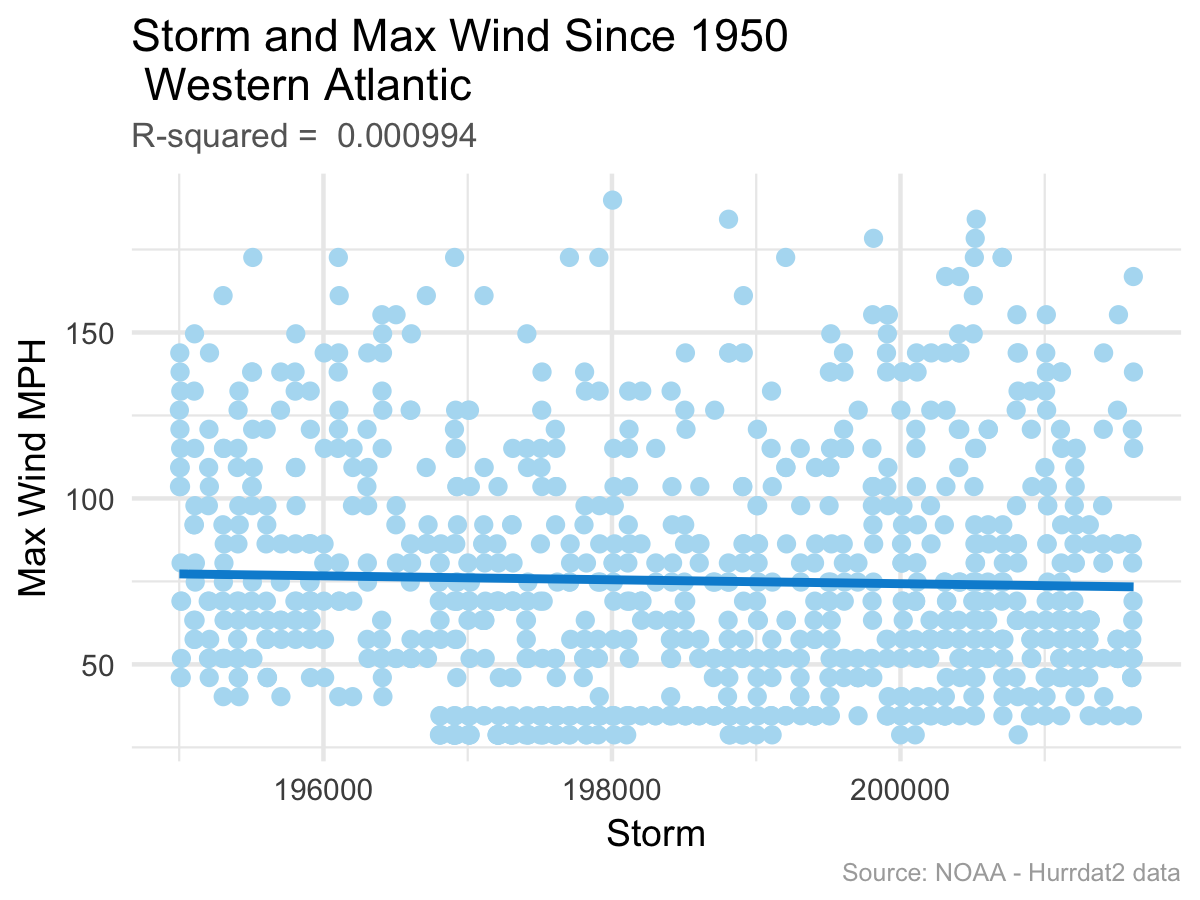 Storm and Max Wind Since 1950
Western Atlantic
R-squared =  0.000994
Max Wind MPH
150
100
50
196000
198000
200000
Storm
Source: NOAA - Hurrdat2 data